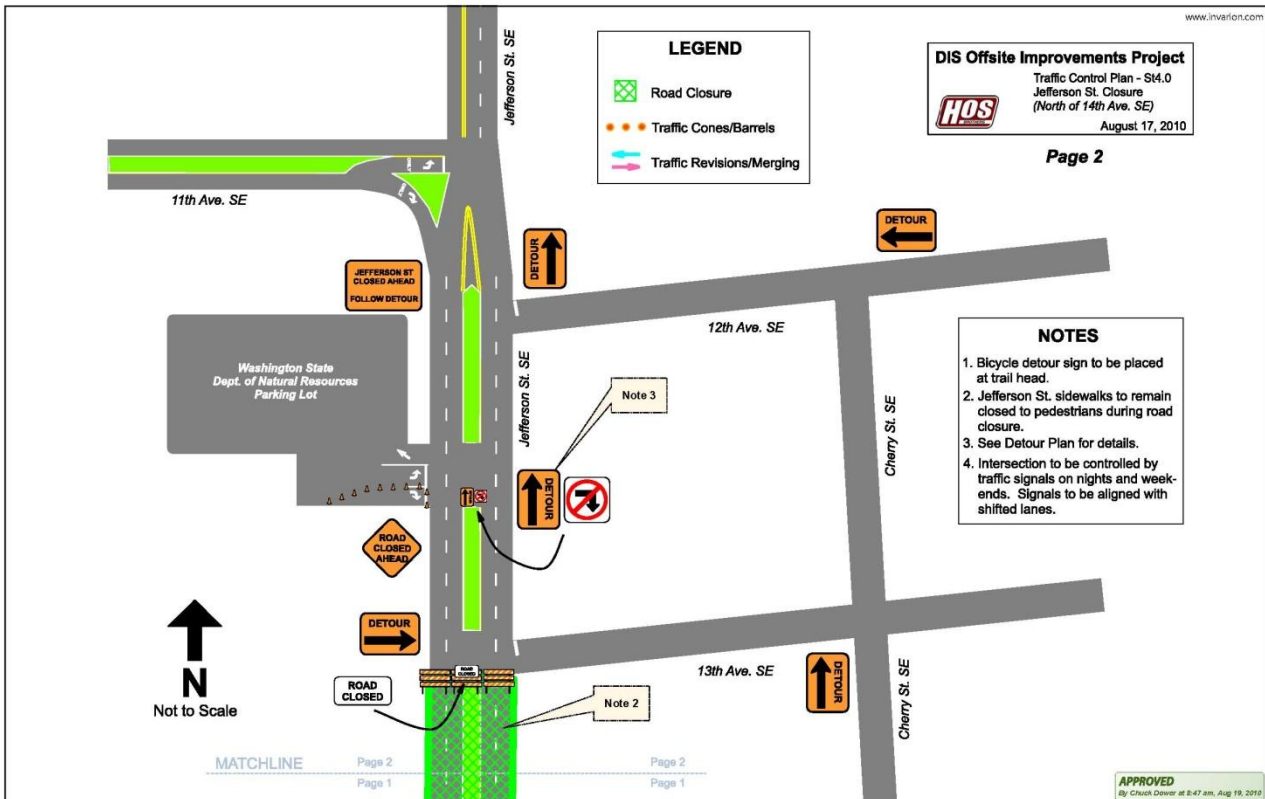 www.invarion.com
DIS Offsite Improvements Project
Traffic Control Plan - St4.0
Jefferson St. Closure
(North of 14th Ave. SE)
HOS
BROTHERS
August 17, 2010
Page 2
LEGEND
Road Closure
Traffic Cones/Barrels
Traffic Revisions/Merging
Jefferson St. SE
11th Ave. SE
ONLY
ONLY
DETOUR
DETOUR
JEFFERSON ST
CLOSED AHEAD
FOLLOW DETOUR
12th Ave. SE
Washington State
Dept. of Natural Resources
Parking Lot
Jefferson St. SE
Note 3
Cherry St. SE
NOTES
1. Bicycle detour sign to be placed
at trail head.
2. Jefferson St. sidewalks to remain
closed to pedestrians during road
closure.
3. See Detour Plan for details.
4. Intersection to be controlled by
traffic signals on nights and week-
ends. Signals to be aligned with
shifted lanes.
DETOUR
ROAD
CLOSED
AHEAD
DETOUR
N
Not to Scale
ROAD
CLOSED
ROAD
CLOSED
13th Ave. SE
DETOUR
Cherry St. SE
Note 2
MATCHLINE
Page 2
Page 2
Page 1
Page 1
APPROVED
By Chuck Dower at 8:47 am, Aug 19, 2010